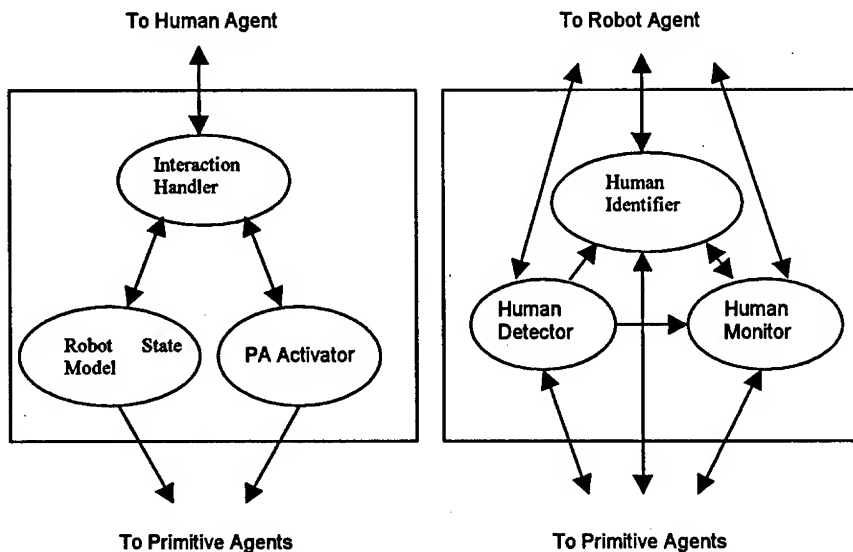 To Human Agent
To Robot Agent
Interaction
Handler
Human
Identifier
Robot State
Model
PA Activator
Human
Detector
Human
Monitor
To Primitive Agents
To Primitive Agents